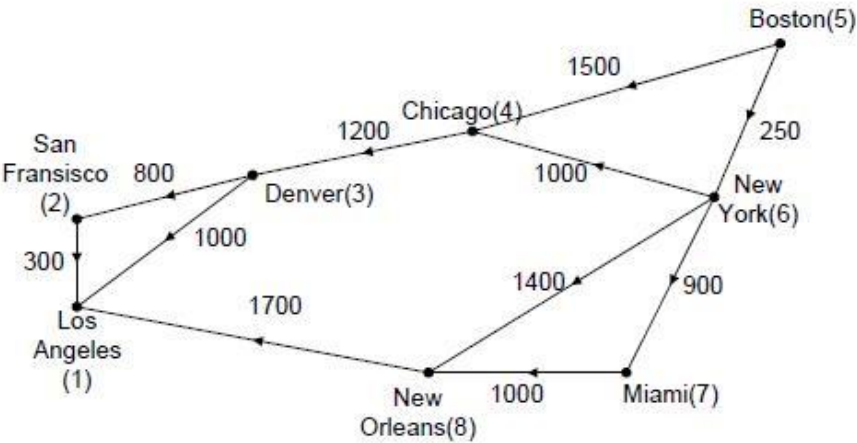 Boston(5)
1500
Chicago(4)
250
1200
San
Fransisco
(2)
800
1000
Denver(3)
New
York(6)
1000
300
1400
900
1700
Los
Angeles
(1)
New
Orleans(8)
1000
Miami(7)